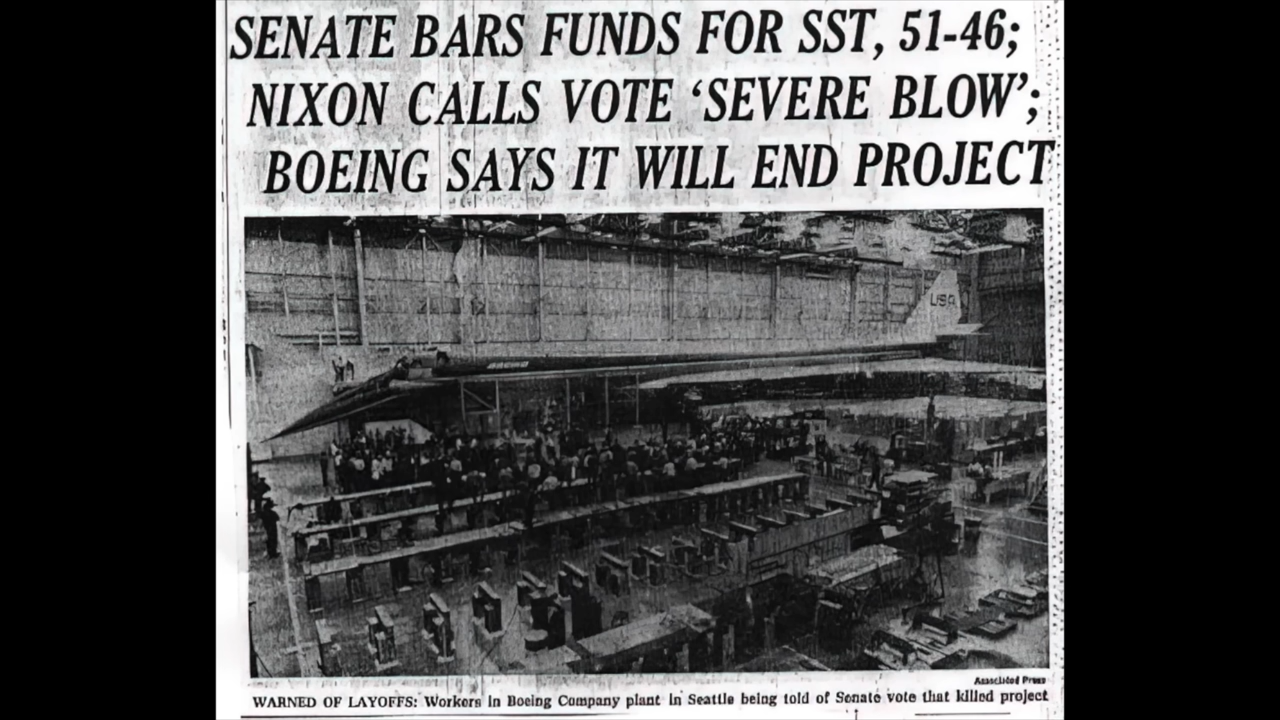 SENATE BARS FUNDS FOR SST, 51-46;
NIXON CALLS VOTE ‘SEVERE BLOW’;
BOEING SAYS IT WILL END PROJECT
USA
Associated Press
WARNED OF LAYOFFS: Workers in Boeing Company plant in Seattle being told of Senate vote that killed project